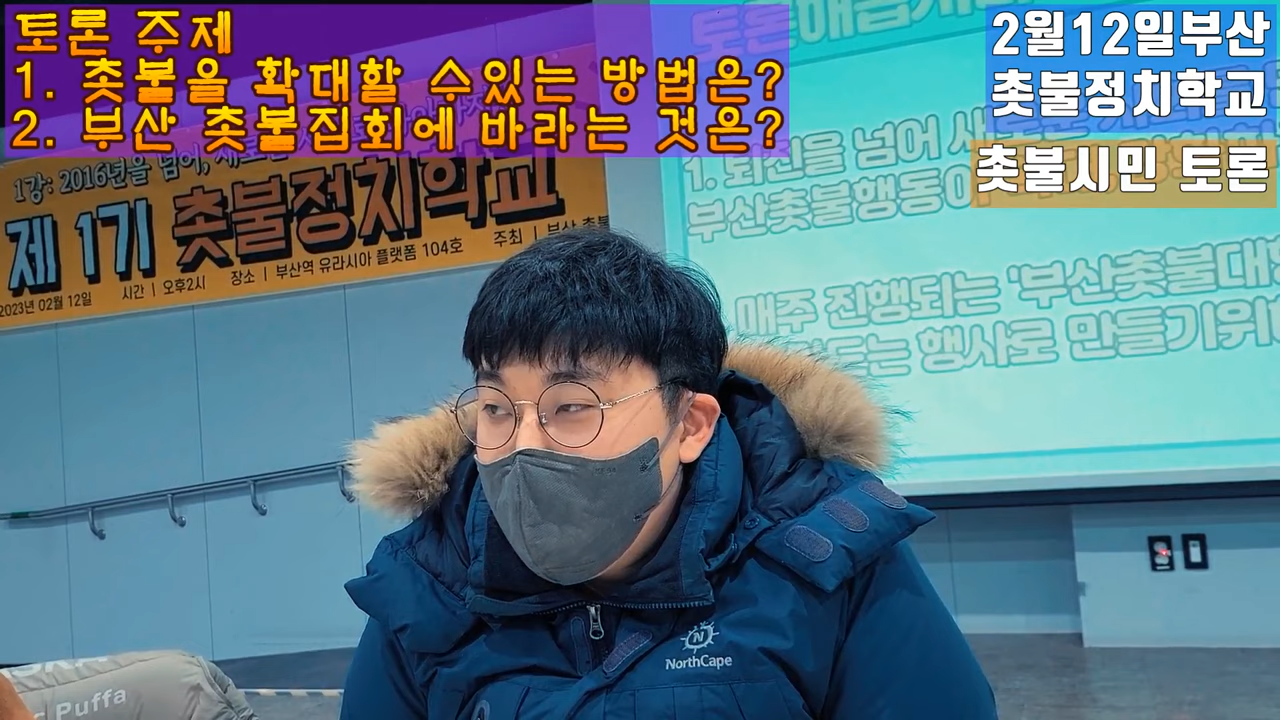 토론 주제
1. 촛불을 확대할 수있는 방법은?
2. 부산 촛불집회에 바라는 것은?
2월12일부산
촛불정치학교
촛불시민 토론
1강: 2016년을 넘어,
제 1기 촛불정치학교
2023년 02월 12일 시간 | 오후2시 장소 | 부산역 유라시아 플랫폼 104호 주최 | 부산 촛불
1. 퇴진을 넘어
부산촛불행동이
매주 진행되는 '부산촛불대
행사로 만들기위
N
NorthCape
Puffa